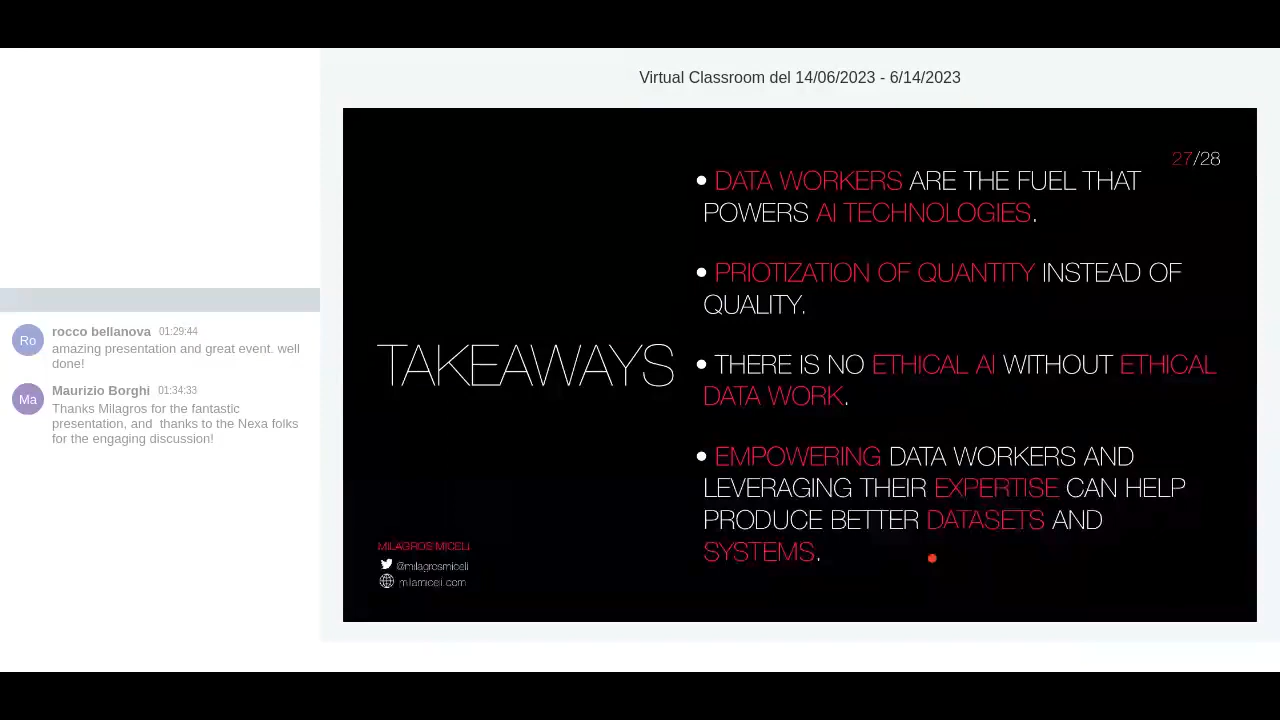 Virtual Classroom del 14/06/2023 - 6/14/2023
Ro
rocco bellanova 01:29:44
amazing presentation and great event. well
done!
Ma
Maurizio Borghi 01:34:33
Thanks Milagros for the fantastic
presentation, and thanks to the Nexa folks
for the engaging discussion!
27/28
TAKEAWAYS
• DATA WORKERS ARE THE FUEL THAT
POWERS AI TECHNOLOGIES.
• PRIOTIZATION OF QUANTITY INSTEAD OF
QUALITY.
• THERE IS NO ETHICAL AI WITHOUT ETHICAL
DATA WORK.
• EMPOWERING DATA WORKERS AND
LEVERAGING THEIR EXPERTISE CAN HELP
PRODUCE BETTER DATASETS AND
SYSTEMS.
MILAGROS MICELI
@milagrosmiceli
milamiceli.com